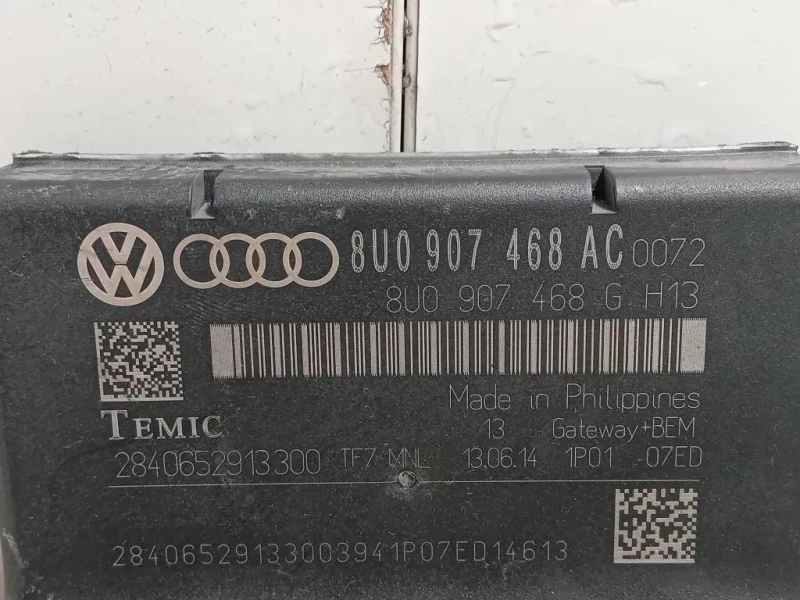 8U0 907 468 AC 0072
8U0 907 468 G H13
Made in Philippines
TEMIC 13 Gateway+BEM
2840652913300 TF7 MNL 13.06.14 1P01 -07ED
28406529133003941P07ED14613